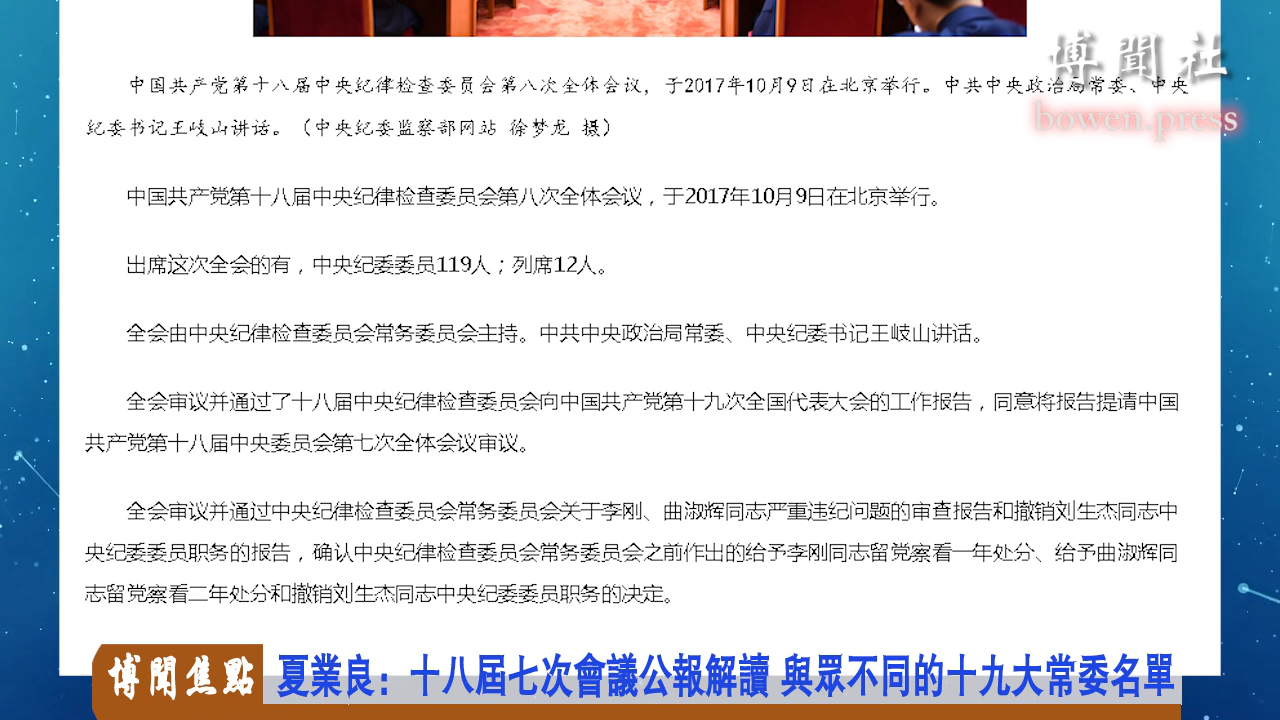 博聞社
bowen.press
中国共产党第十八届中央纪律检查委员会第八次全体会议，于2017年10月9日在北京举行。中共中央政治局常委、中央
纪委书记王岐山讲话。（中央纪委监察部网站 徐梦龙 摄）
中国共产党第十八届中央纪律检查委员会第八次全体会议，于2017年10月9日在北京举行。
出席这次全会的有，中央纪委委员119人；列席12人。
全会由中央纪律检查委员会常务委员会主持。中共中央政治局常委、中央纪委书记王岐山讲话。
全会审议并通过了十八届中央纪律检查委员会向中国共产党第十九次全国代表大会的工作报告，同意将报告提请中国
共产党第十八届中央委员会第七次全体会议审议。
全会审议并通过中央纪律检查委员会常务委员会关于李刚、曲淑辉同志严重违纪问题的审查报告和撤销刘生杰同志中
央纪委委员职务的报告，确认中央纪律检查委员会常务委员会之前作出的给予李刚同志留党察看一年处分、给予曲淑辉同
志留党察看二年处分和撤销刘生杰同志中央纪委委员职务的决定。
博聞焦點
夏業良：十八屆七次會議公報解讀 與眾不同的十九大常委名單